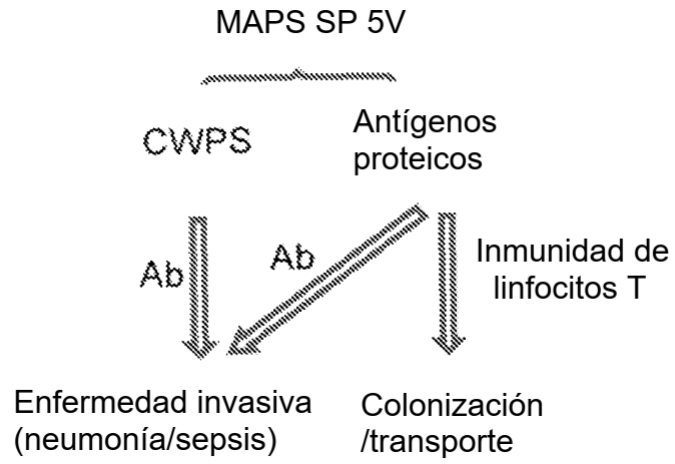 MAPS SP 5V
CWPS
Antígenos
proteicos
Ab
Ab
Inmunidad de
linfocitos T
Enfermedad invasiva
(neumonía/sepsis)
Colonización
/transporte